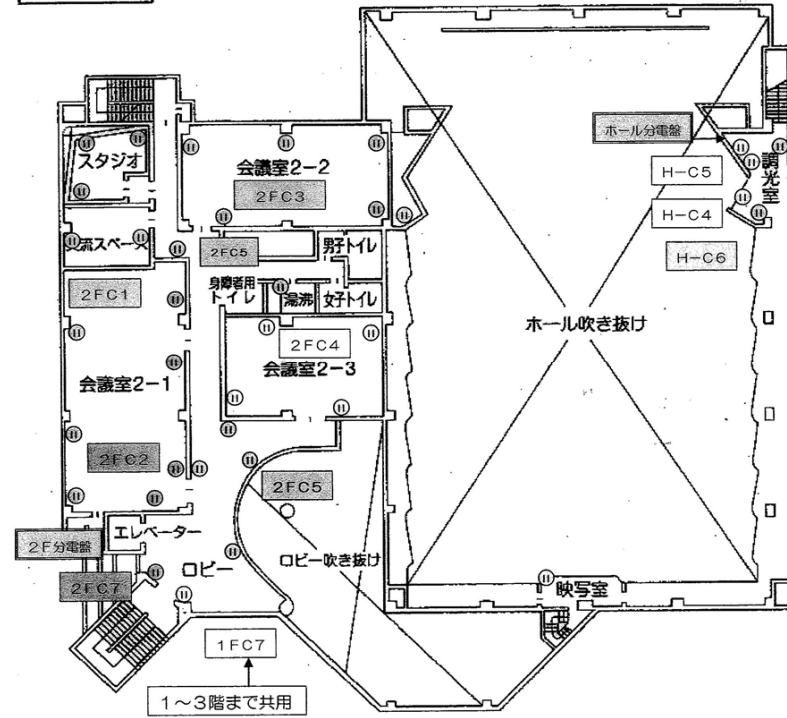 ホール分電盤
スタジオ
会議室2-2
H-C5
調光室
2FC3
H-C4
流スペース
2FC5
男子トイレ
H-C6
身障者用
トイレ
湯沸
女子トイレ
2FC1
ホール吹き抜け
2FC4
会議室2-1
会議室2-3
2FC2
2FC5
エレベーター
2F分電盤
ロビー
ロビー吹き抜け
2FC7
映写室
1FC7
1～3階まで共用